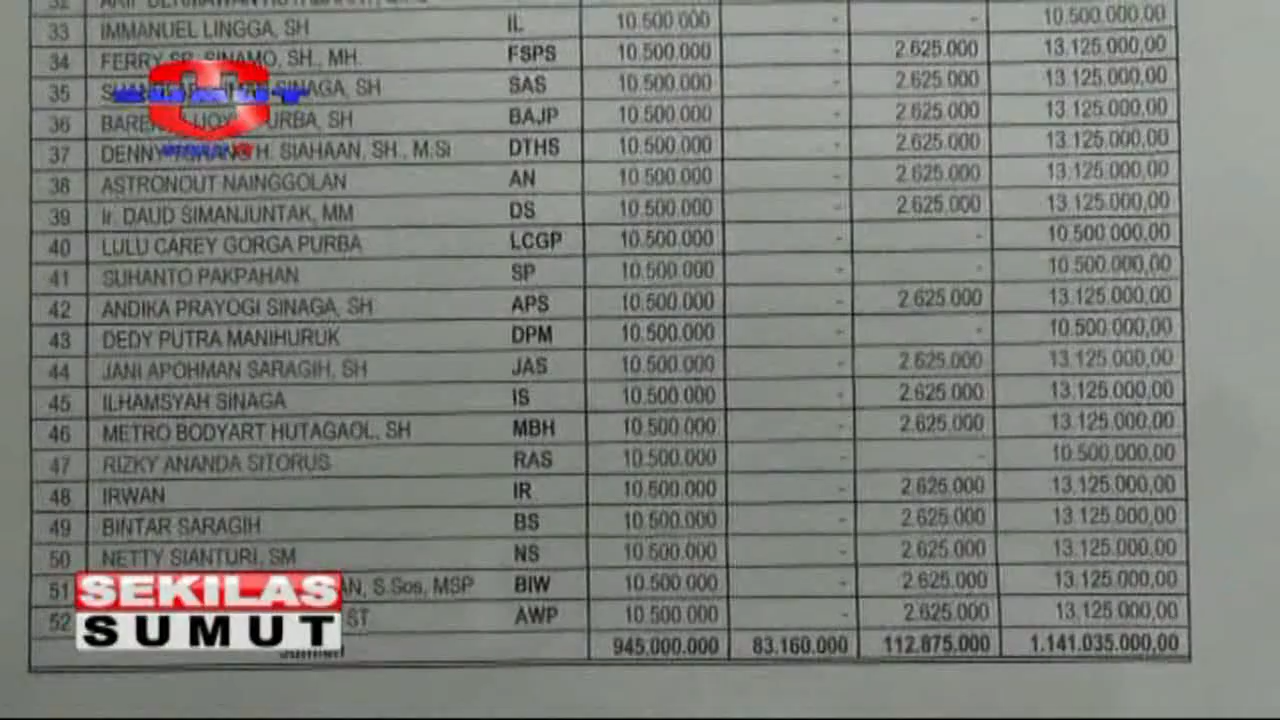 33 IMMANUEL LINGGA, SH IL 10.500.000 - - 10.500.000,00
34 FERRY SP. SINAMO, SH., MH. FSPS 10.500.000 - 2.625.000 13.125.000,00
35 SINAGA, SH SAS 10.500.000 - 2.625.000 13.125.000,00
36 PURBA, SH BAJP 10.500.000 - 2.625.000 13.125.000,00
37 DENNY H. SIAHAAN, SH., M.Si DTHS 10.500.000 - 2.625.000 13.125.000,00
38 ASTRONOUT NAINGGOLAN AN 10.500.000 - 2.625.000 13.125.000,00
39 Ir. DAUD SIMANJUNTAK, MM DS 10.500.000 - 2.625.000 13.125.000,00
40 LULU CAREY GORGA PURBA LCGP 10.500.000 - - 10.500.000,00
41 SUHANTO PAKPAHAN SP 10.500.000 - - 10.500.000,00
42 ANDIKA PRAYOGI SINAGA, SH APS 10.500.000 - 2.625.000 13.125.000,00
43 DEDY PUTRA MANIHURUK DPM 10.500.000 - - 10.500.000,00
44 JANI APOHMAN SARAGIH, SH JAS 10.500.000 - 2.625.000 13.125.000,00
45 ILHAMSYAH SINAGA IS 10.500.000 - 2.625.000 13.125.000,00
46 METRO BODYART HUTAGAOL, SH MBH 10.500.000 - 2.625.000 13.125.000,00
47 RIZKY ANANDA SITORUS RAS 10.500.000 - - 10.500.000,00
48 IRWAN IR 10.500.000 - 2.625.000 13.125.000,00
49 BINTAR SARAGIH BS 10.500.000 - 2.625.000 13.125.000,00
50 NETTY SIANTURI, SM NS 10.500.000 - 2.625.000 13.125.000,00
51 S.Sos, MSP BIW 10.500.000 - 2.625.000 13.125.000,00
52 ST AWP 10.500.000 - 2.625.000 13.125.000,00
945.000.000 83.160.000 112.875.000 1.141.035.000,00
SEKILAS
SUMUT